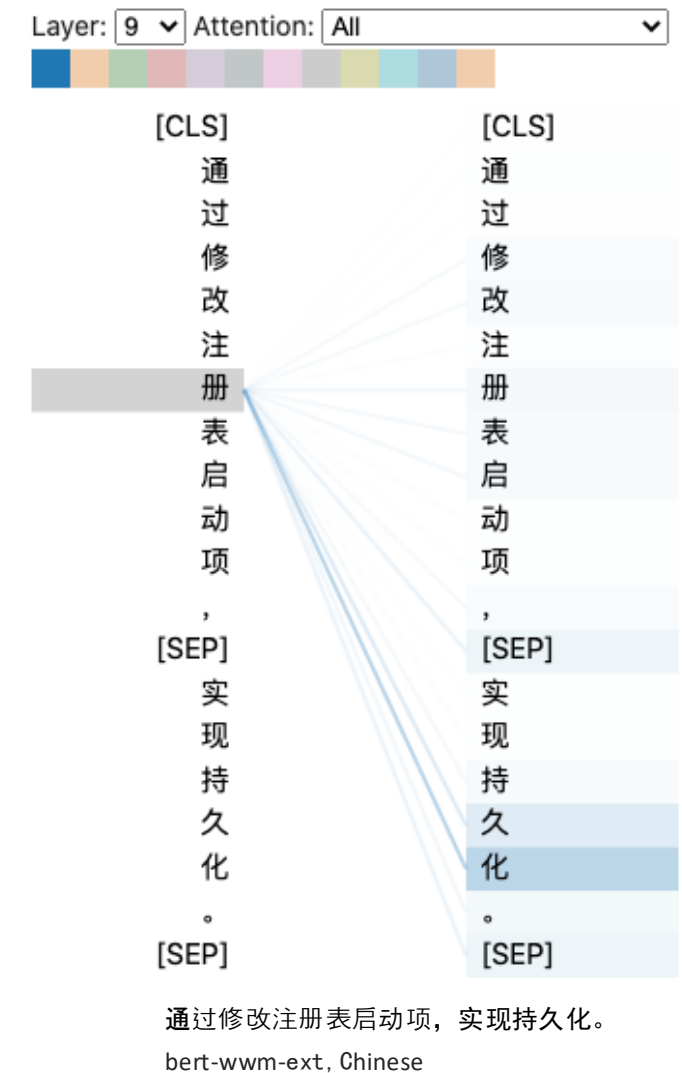 Layer: 9 Attention: All
[CLS] [CLS]
通 通
过 过
修 修
改 改
注 注
册 册
表 表
启 启
动 动
项 项
, ,
[SEP] [SEP]
实 实
现 现
持 持
久 久
化 化
。 。
[SEP] [SEP]
通过修改注册表启动项，实现持久化。
bert-wwm-ext, Chinese